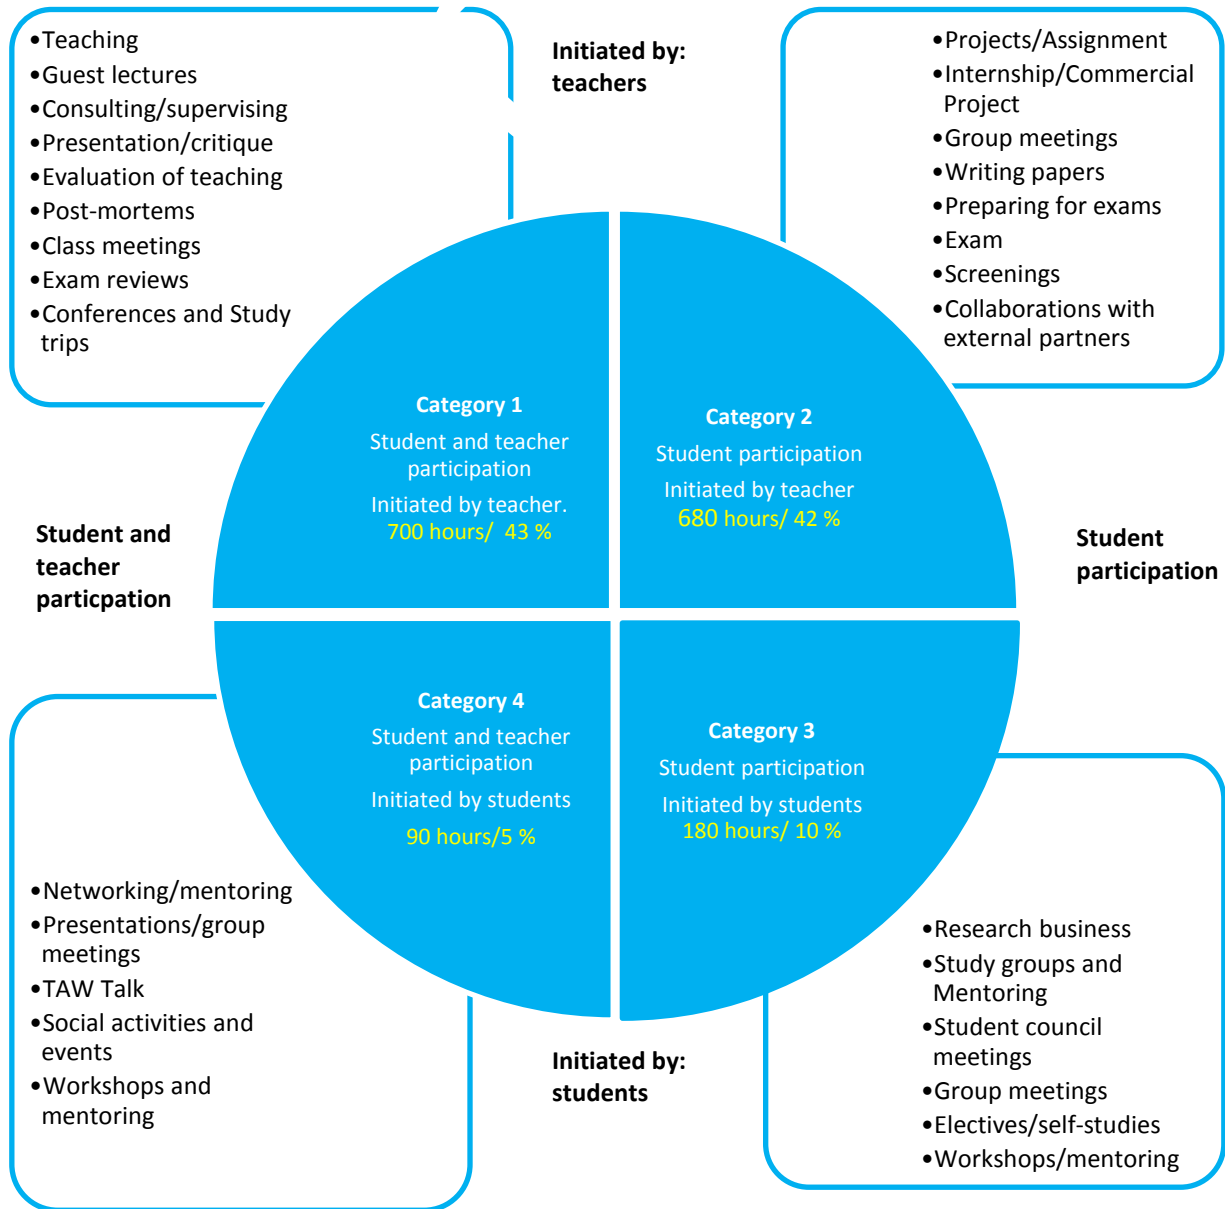 •Teaching
•Guest lectures
•Consulting/supervising
•Presentation/critique
•Evaluation of teaching
•Post-mortems
•Class meetings
•Exam reviews
•Conferences and Study
trips
Initiated by:
teachers
•Projects/Assignment
•Internship/Commercial
Project
•Group meetings
•Writing papers
•Preparing for exams
•Exam
•Screenings
•Collaborations with
external partners
Category 1
Student and teacher
participation
Initiated by teacher.
700 hours/  43 %
Category 2
Student participation
Initiated by teacher
680 hours/ 42 %
Student and
teacher
particpation
Student
participation
Category 4
Student and teacher
participation
Initiated by students
90 hours/5 %
Category 3
Student participation
Initiated by students
180 hours/ 10 %
•Networking/mentoring
•Presentations/group
meetings
•TAW Talk
•Social activities and
events
•Workshops and
mentoring
Initiated by:
students
•Research business
•Study groups and
Mentoring
•Student council
meetings
•Group meetings
•Electives/self-studies
•Workshops/mentoring